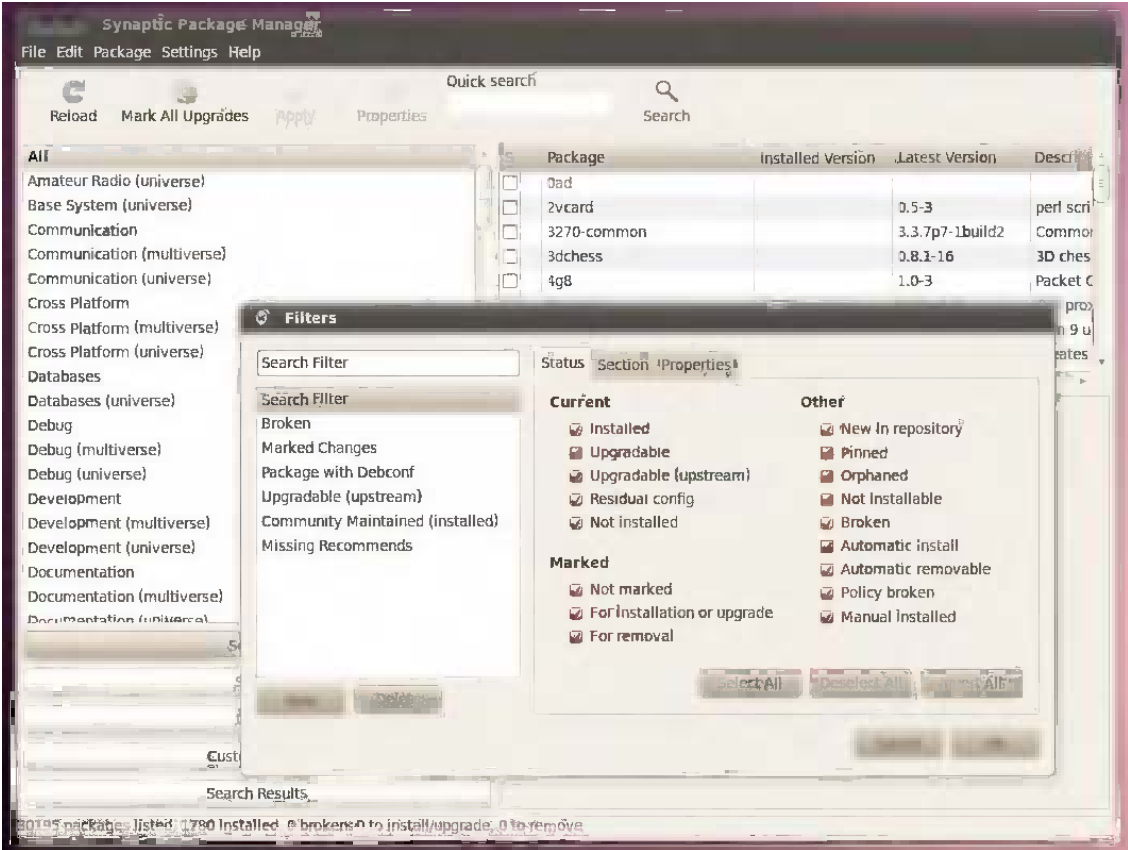 Synaptic Package Manager
File Edit Package Settings Help
Quick search
Reload Mark All Upgrades Apply Properties Search
All
Amateur Radio (universe)
Base System (universe)
Communication
Communication (multiverse)
Communication (universe)
Cross Platform
Cross Platform (multiverse)
Cross Platform (universe)
Databases
Databases (universe)
Debug
Debug (multiverse)
Debug (universe)
Development
Development (multiverse)
Development (universe)
Documentation
Documentation (multiverse)
Documentation (universe)
S Package Installed Version Latest Version
0ad
2vcard 0.5-3 perl scri
3270-common 3.3.7p7-1build2 Common
3dchess 0.8.1-16 3D ches
4g8 1.0-3 Packet C
Filters
Search Filter
Search Filter
Broken
Marked Changes
Package with Debconf
Upgradable (upstream)
Community Maintained (installed)
Missing Recommends
Status Section Properties
Current
Installed
Upgradable
Upgradable (upstream)
Residual config
Not installed
Marked
Not marked
For installation or upgrade
For removal
Other
New in repository
Pinned
Orphaned
Not installable
Broken
Automatic install
Automatic removable
Policy broken
Manual installed
Select All Deselect All
Search Results
packages listed, 1780 installed, 0 broken. 0 to install/upgrade, 0 to remove